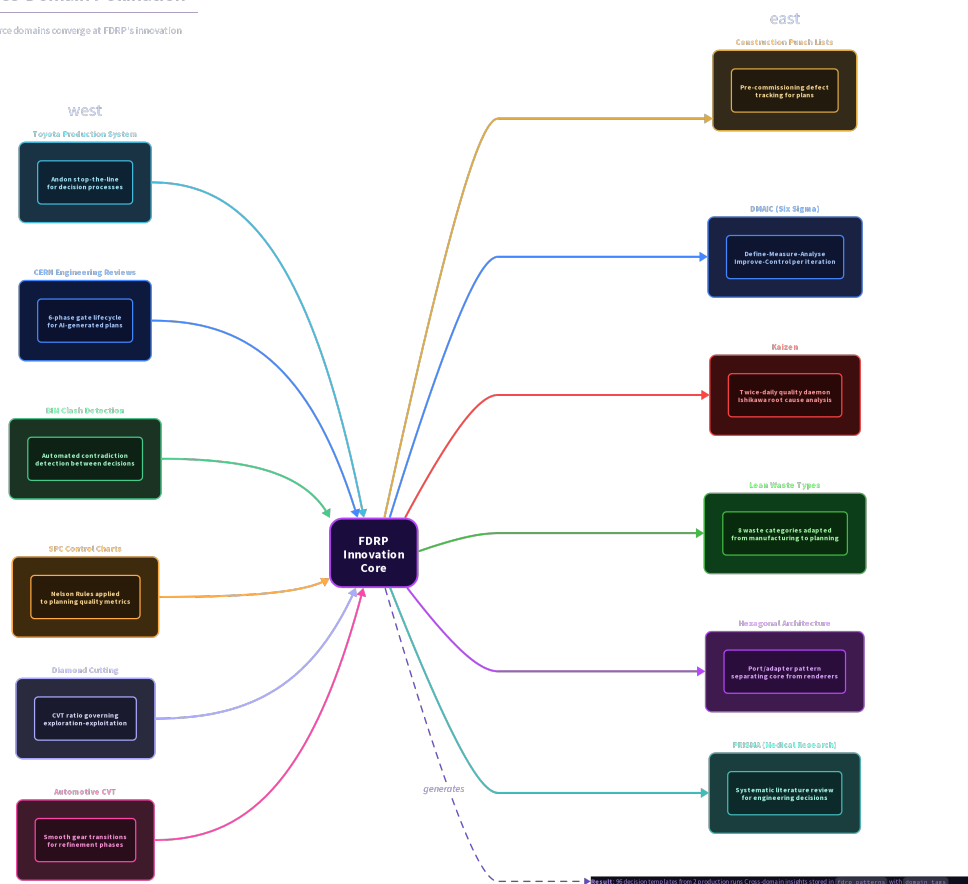 domains converge at FDRP's innovation
west
Toyota Production System
Andon stop-the-line
for decision processes
CERN Engineering Reviews
6-phase gate lifecycle
for AI-generated plans
BIM Clash Detection
Automated contradiction
detection between decisions
SPC Control Charts
Nelson Rules applied
to planning quality metrics
Diamond Cutting
CVT ratio governing
exploration-exploitation
Automotive CVT
Smooth gear transitions
for refinement phases
FDRP
Innovation
Core
generates
east
Construction Punch Lists
Pre-commissioning defect
tracking for plans
DMAIC (Six Sigma)
Define-Measure-Analyse
Improve-Control per iteration
Kaizen
Twice-daily quality daemon
Ishikawa root cause analysis
Lean Waste Types
8 waste categories adapted
from manufacturing to planning
Hexagonal Architecture
Port/adapter pattern
separating core from renderers
PRISMA (Medical Research)
Systematic literature review
for engineering decisions
Result: 96 decision templates from 2 production runs Cross-domain insights stored in fdrp_patterns with domain_tags